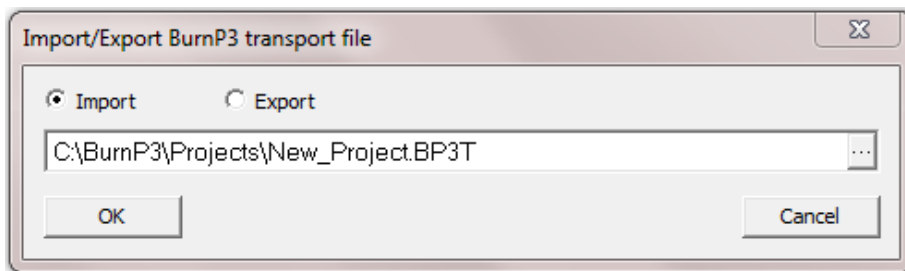 Import/Export BurnP3 transport file
Import Export
C:\BurnP3\Projects\New_Project.BP3T ...
OK Cancel